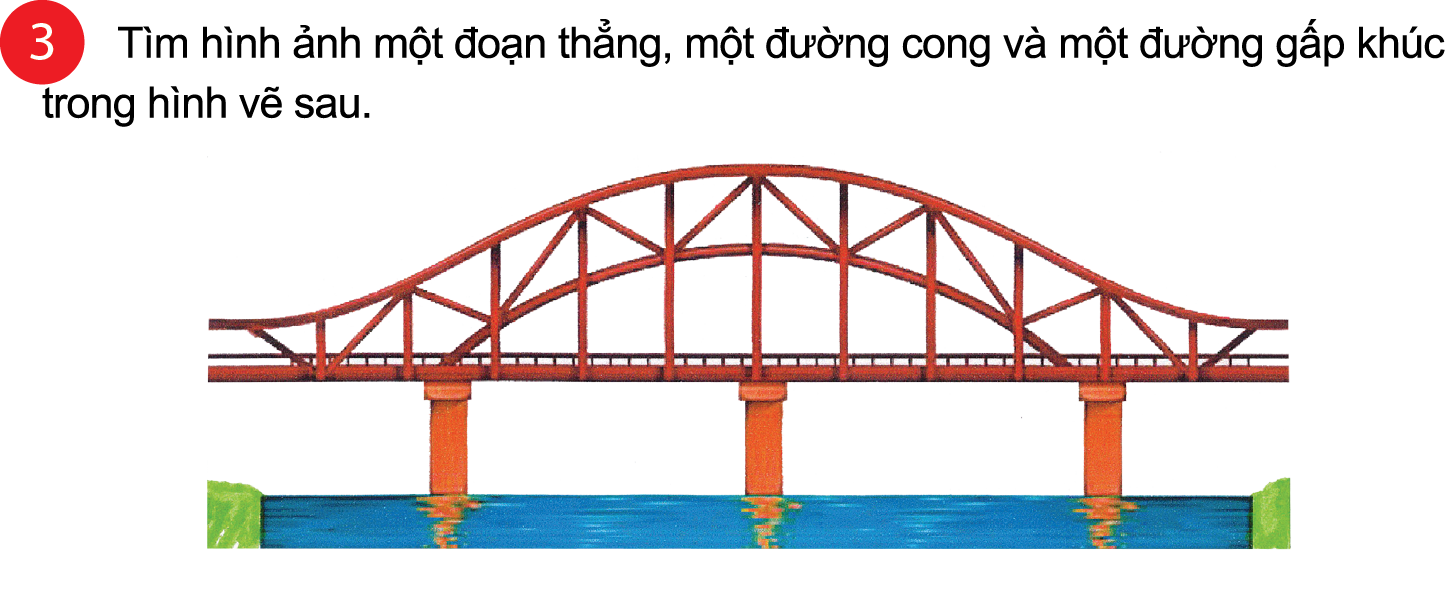 3 Tìm hình ảnh một đoạn thẳng, một đường cong và một đường gấp khúc
trong hình vẽ sau.